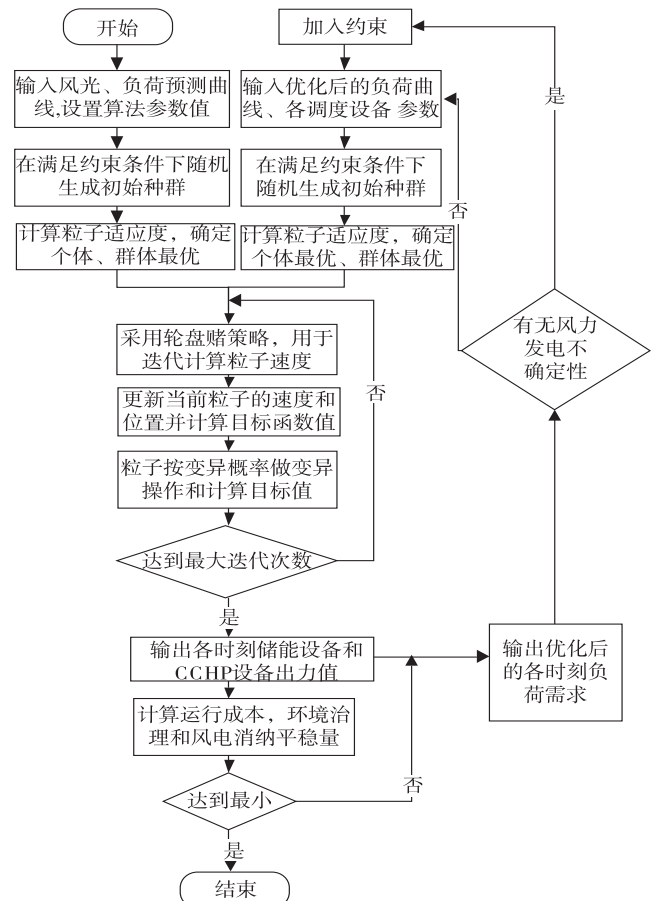 开始
输入风光、负荷预测曲
线,设置算法参数值
在满足约束条件下随机
生成初始种群
计算粒子适应度，确定
个体、群体最优
加入约束
输入优化后的负荷曲
线、各调度设备 参数
在满足约束条件下
随机生成初始种群
计算粒子适应度，确定
个体最优、群体最优
是
否
有无风力
发电不
确定性
采用轮盘赌策略，用于
迭代计算粒子速度
否
更新当前粒子的速度和
位置并计算目标函数值
粒子按变异概率做变异
操作和计算目标值
达到最大迭代次数
是
输出各时刻储能设备和
CCHP设备出力值
输出优化后
的各时刻负
荷需求
计算运行成本，环境治
理和风电消纳平稳量
否
达到最小
是
结束